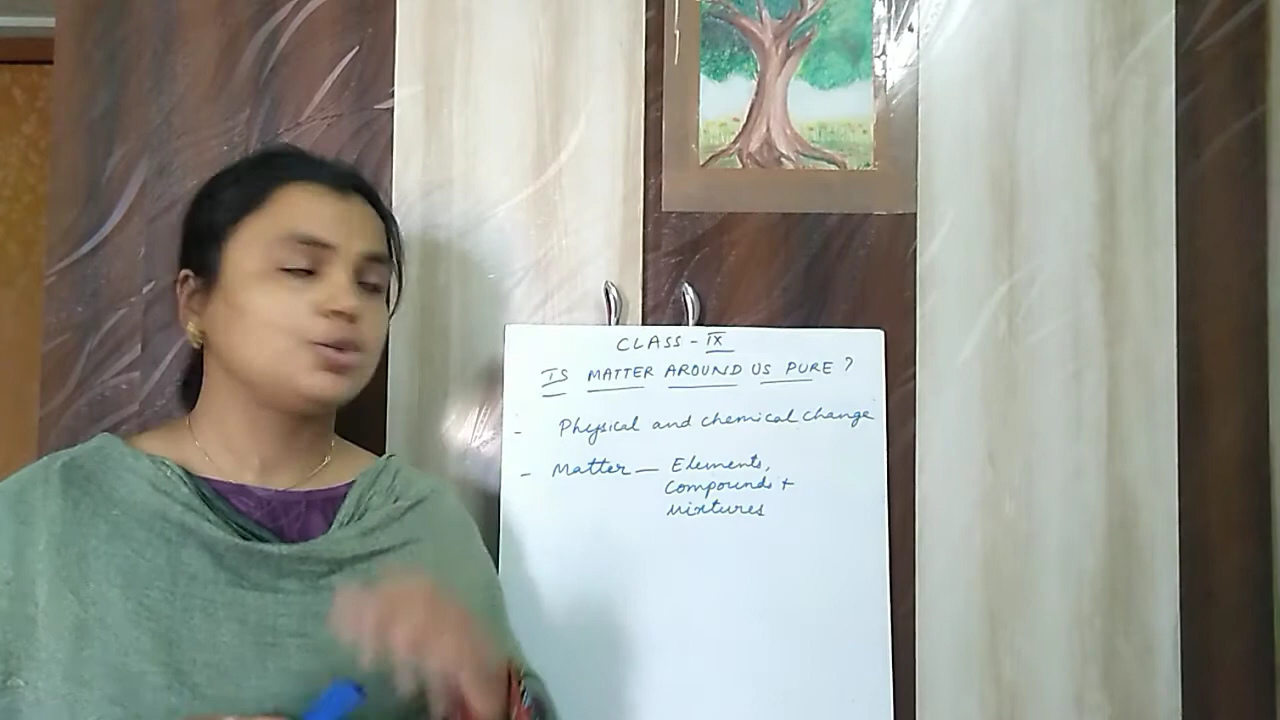 CLASS - IX
IS MATTER AROUND US PURE ?
- Physical and chemical change
- Matter — Elements,
Compounds +
Mixtures